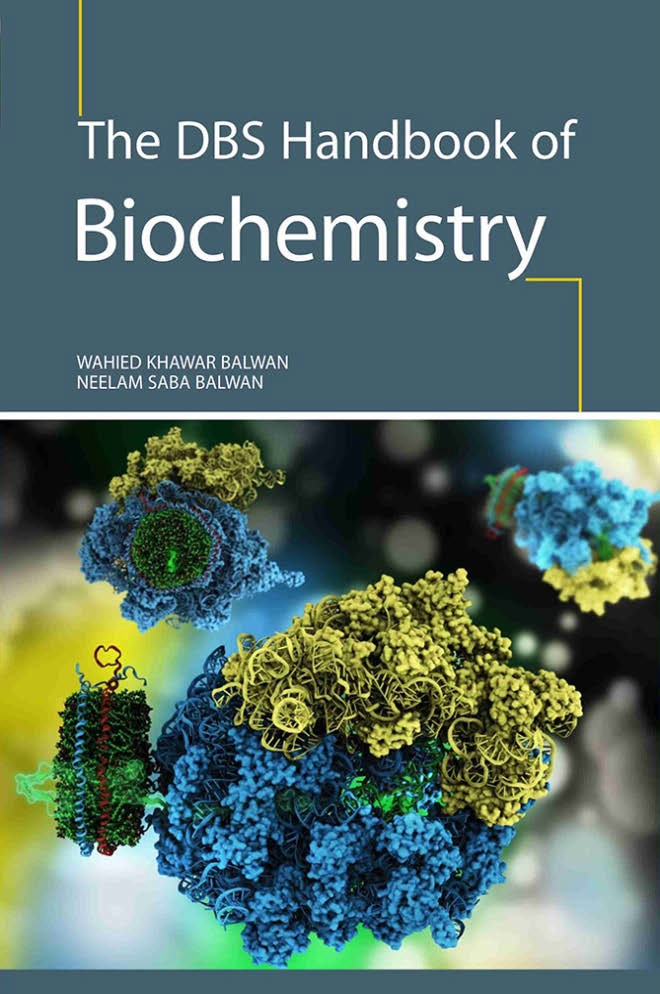 The DBS Handbook of
Biochemistry
WAHIED KHAWAR BALWAN
NEELAM SABA BALWAN